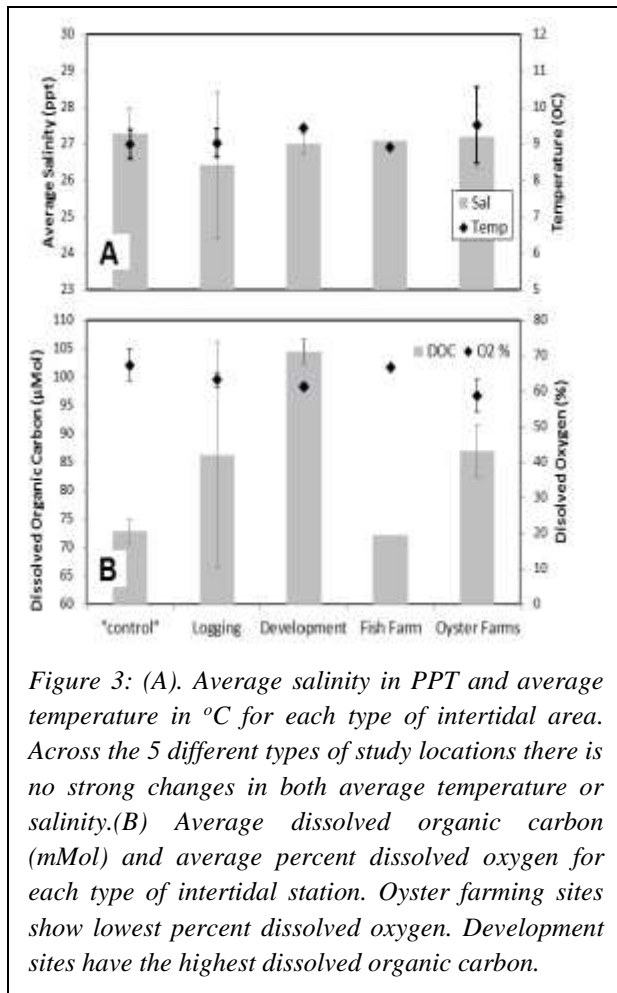 30
29
28
27
26
25
24
23
Average Salinity (ppt)
12
11
10
9
8
7
6
5
Temperature (OC)
Sal
Temp
A
110
105
100
95
90
85
80
75
70
65
60
Dissolved Organic Carbon (µMol)
80
70
60
50
40
30
20
10
0
Disolved Oxygen (%)
DOC
O2 %
B
"control"
Logging
Development
Fish Farm
Oyster Farms
Figure 3: (A). Average salinity in PPT and average
temperature in °C for each type of intertidal area.
Across the 5 different types of study locations there is
no strong changes in both average temperature or
salinity.(B) Average dissolved organic carbon
(mMol) and average percent dissolved oxygen for
each type of intertidal station. Oyster farming sites
show lowest percent dissolved oxygen. Development
sites have the highest dissolved organic carbon.